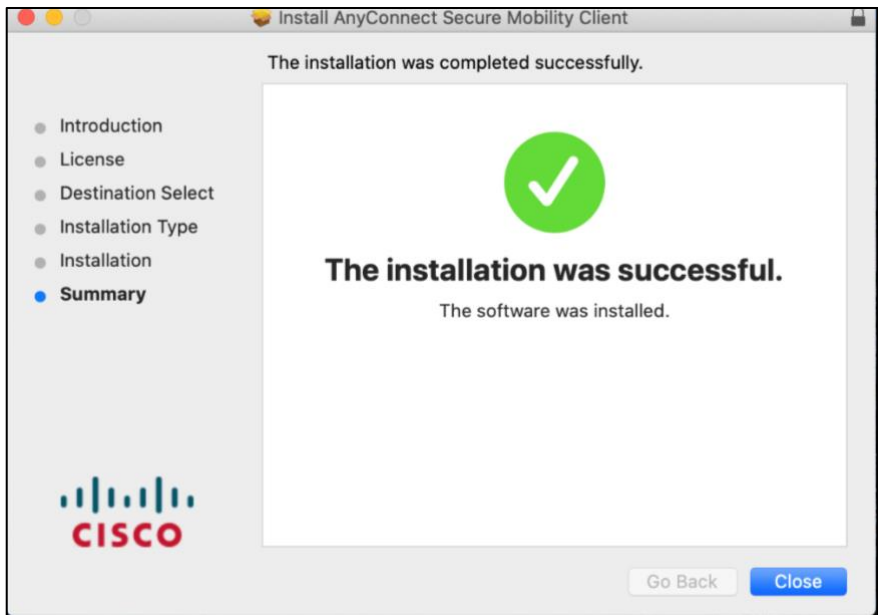 Install AnyConnect Secure Mobility Client
The installation was completed successfully.
Introduction
License
Destination Select
Installation Type
Installation
Summary
The installation was successful.
The software was installed.
CISCO
Go Back
Close